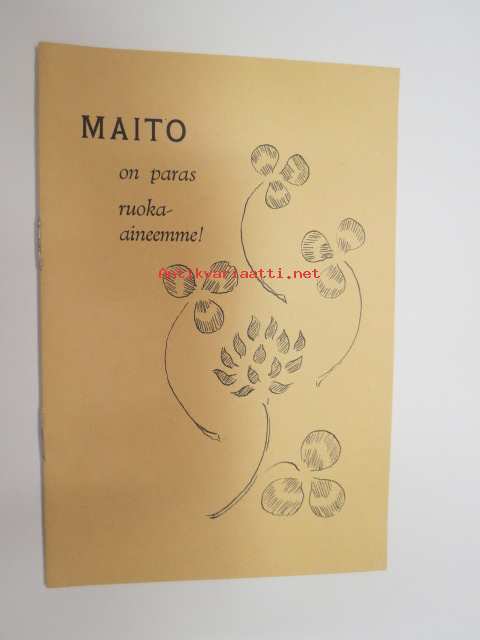 MAITO
on paras
ruoka-
aineemme!
Antikvariaatti.net